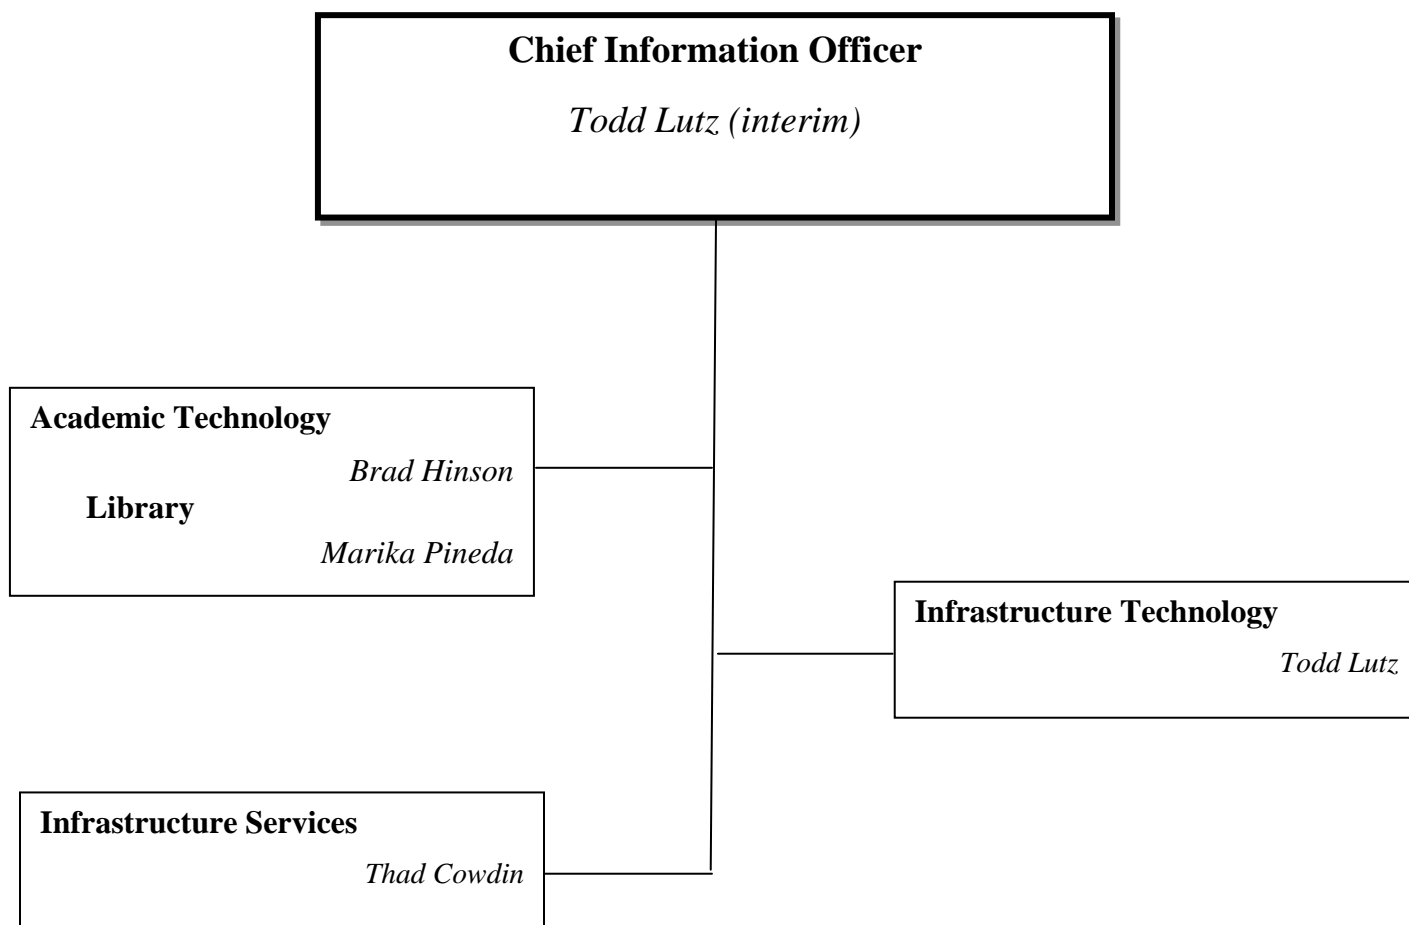 Chief Information Officer
Todd Lutz (interim)
Academic Technology
Brad Hinson
Library
Marika Pineda
Infrastructure Technology
Todd Lutz
Infrastructure Services
Thad Cowdin